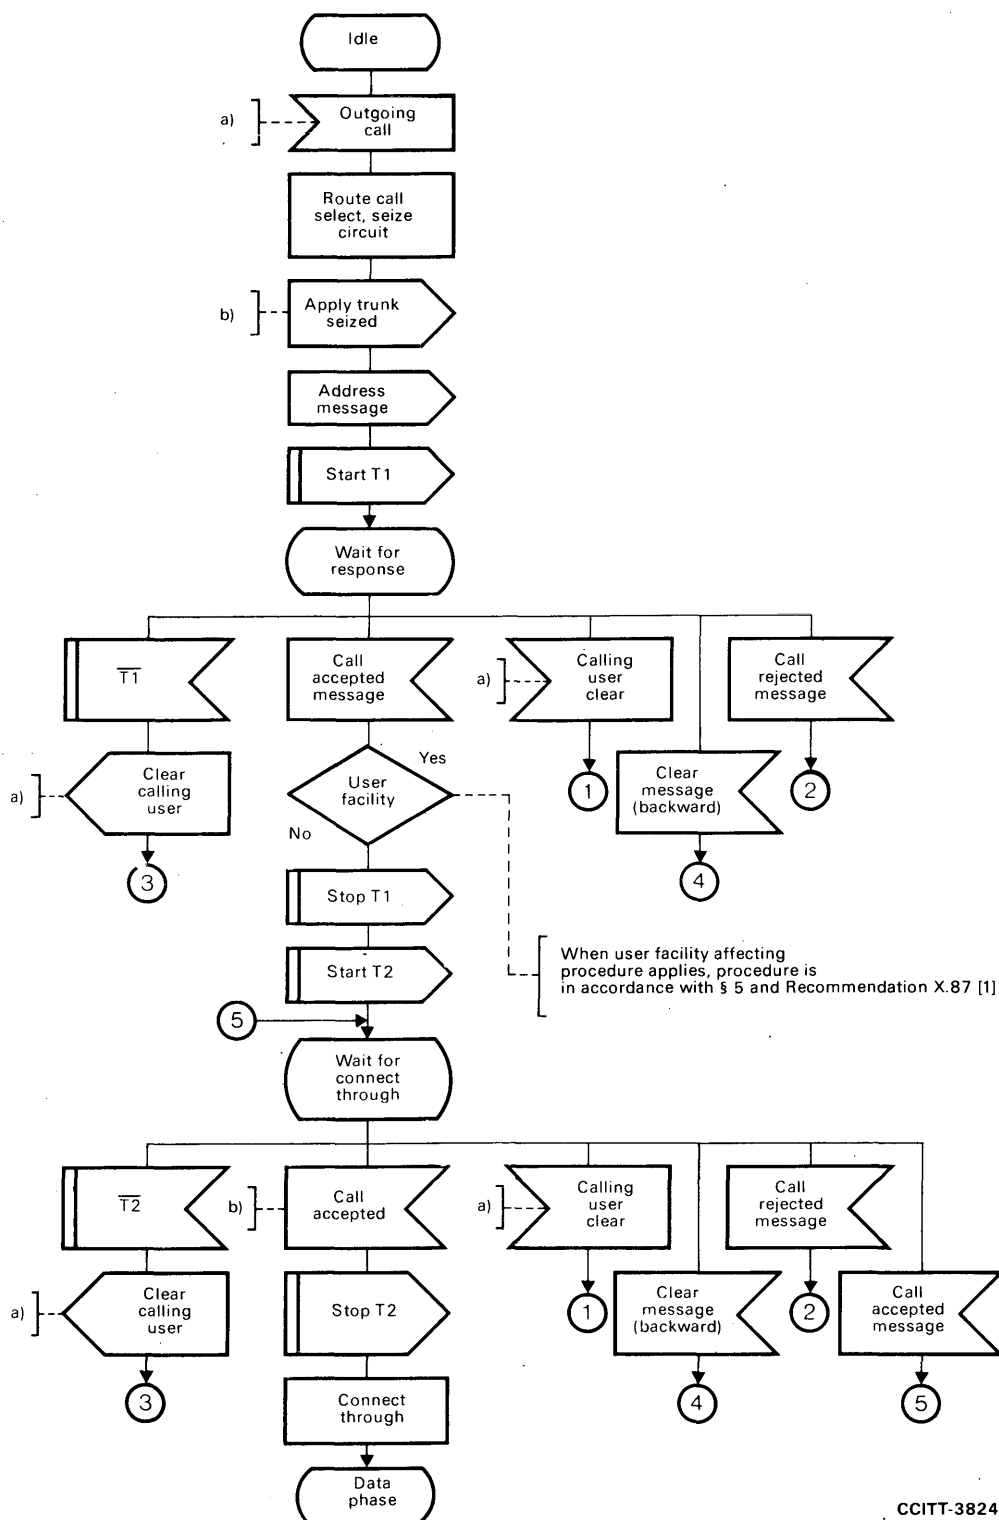 Idle
a)
Outgoing
call
Route call
select, seize
circuit
b)
Apply trunk
seized
Address
message
Start T1
Wait for
response
T1
Call
accepted
message
a)
Calling
user
clear
Call
rejected
message
a)
Clear
calling
user
Yes
User
facility
No
1
Clear
message
(backward)
2
3
4
Stop T1
Start T2
When user facility affecting
procedure applies, procedure is
in accordance with § 5 and Recommendation X.87 [1]
5
Wait for
connect
through
T2
b)
Call
accepted
a)
Calling
user
clear
Call
rejected
message
a)
Clear
calling
user
Stop T2
1
Clear
message
(backward)
2
Call
accepted
message
3
Connect
through
4
5
Data
phase
CCITT-3824